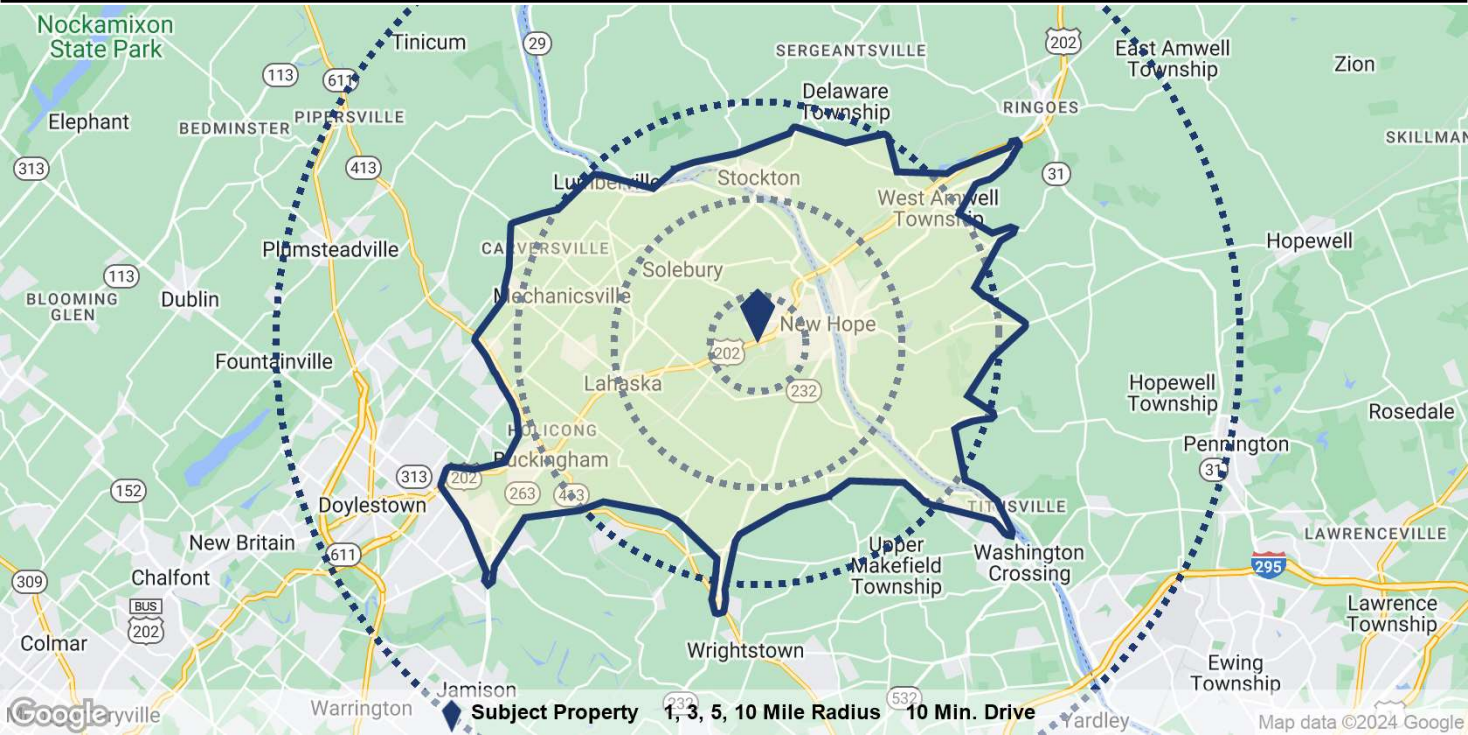 Nockamixon
State Park
Tinicum
29
SERGEANTSVILLE
202
East Amwell
Township
Zion
113
611
Delaware
Township
RINGOES
Elephant
BEDMINSTER
PIPERSVILLE
SKILLMAN
313
413
Lumberville
Stockton
31
West Amwell
Township
Plumsteadville
CARVERSVILLE
Hopewell
113
Solebury
BLOOMING
GLEN
Dublin
Mechanicsville
New Hope
Fountainville
202
Lahaska
232
Hopewell
Township
Rosedale
HOLICONG
Pennington
Buckingham
313
202
263
413
31
152
Doylestown
TITUSVILLE
LAWRENCEVILLE
New Britain
611
Upper
Makefield
Township
Washington
Crossing
295
309
Chalfont
BUS
202
Lawrence
Township
Colmar
Wrightstown
Ewing
Township
Jamison
Warrington
232
532
Yardley
Google
Subject Property 1, 3, 5, 10 Mile Radius 10 Min. Drive
Map data ©2024 Google